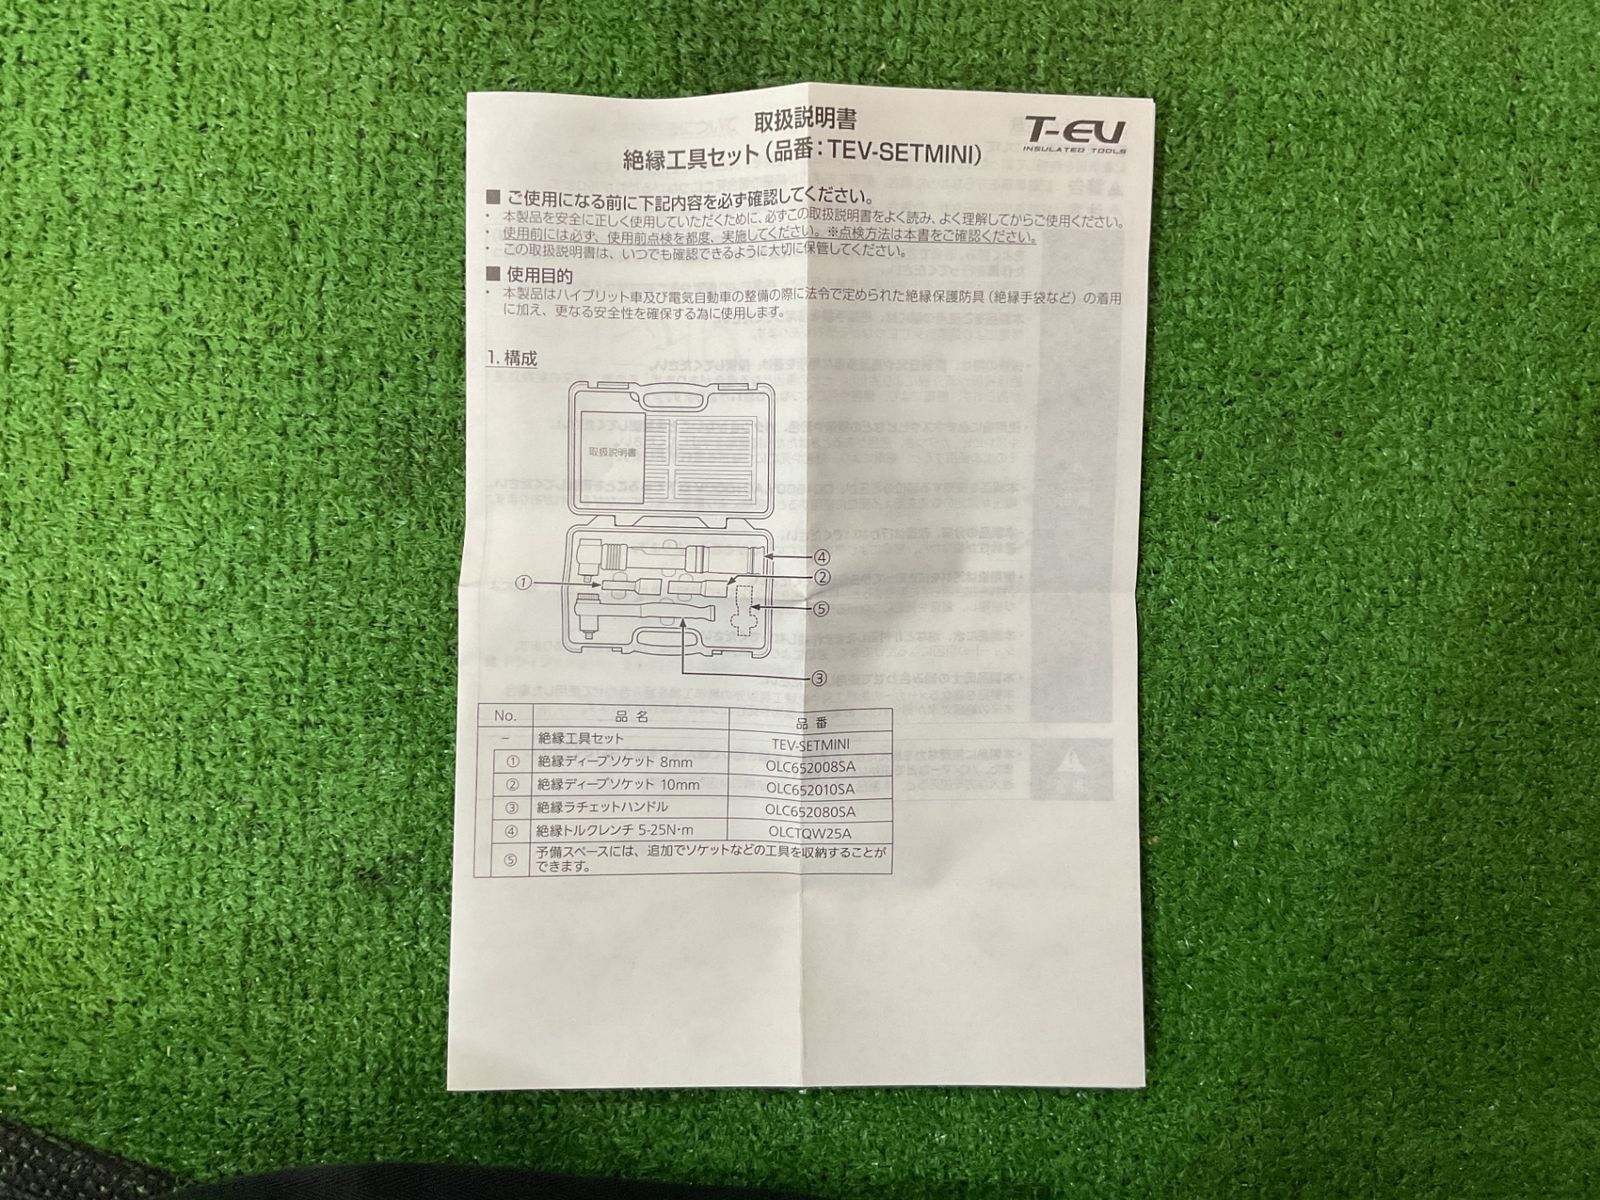 取扱説明書
T-EV
INSULATED TOOLS
絶縁工具セット（品番：TEV-SETMINI）
■ ご使用になる前に下記内容を必ず確認してください。
・ 本製品を安全に正しく使用していただくために、必ずこの取扱説明書をよく読み、よく理解してからご使用ください。
・ 使用前には必ず、使用前点検を都度、実施してください。※点検方法は本書をご確認ください。
・ この取扱説明書は、いつでも確認できるように大切に保管してください。
■ 使用目的
・ 本製品はハイブリット車及び電気自動車の整備の際に法令で定められた絶縁保護防具（絶縁手袋など）の着用
に加え、更なる安全性を確保する為に使用します。
1. 構成
取扱説明書
④
①
②
⑤
③
No. 品 名 品 番
− 絶縁工具セット TEV-SETMINI
① 絶縁ディープソケット 8mm OLC652008SA
② 絶縁ディープソケット 10mm OLC652010SA
③ 絶縁ラチェットハンドル OLC652080SA
④ 絶縁トルクレンチ 5-25N・m OLCTQW25A
⑤ 予備スペースには、追加でソケットなどの工具を収納することが
できます。